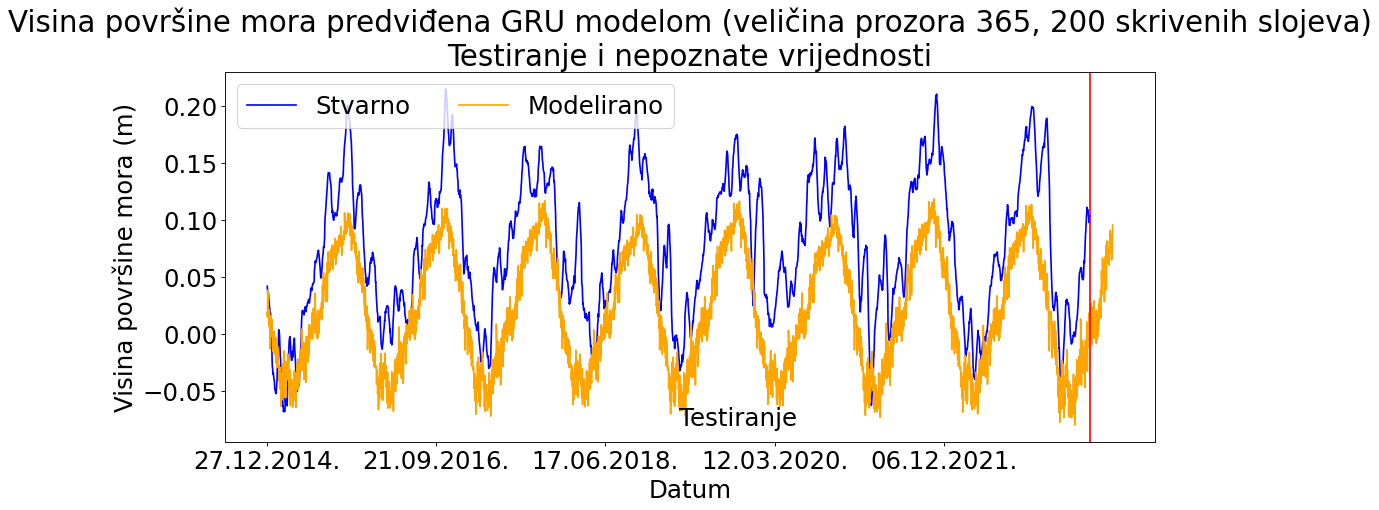 Visina površine mora predviđena GRU modelom (veličina prozora 365, 200 skrivenih slojeva)
Testiranje i nepoznate vrijednosti
Stvarno
Modelirano
Visina površine mora (m)
0.20
0.15
0.10
0.05
0.00
−0.05
Testiranje
27.12.2014.
21.09.2016.
17.06.2018.
12.03.2020.
06.12.2021.
Datum